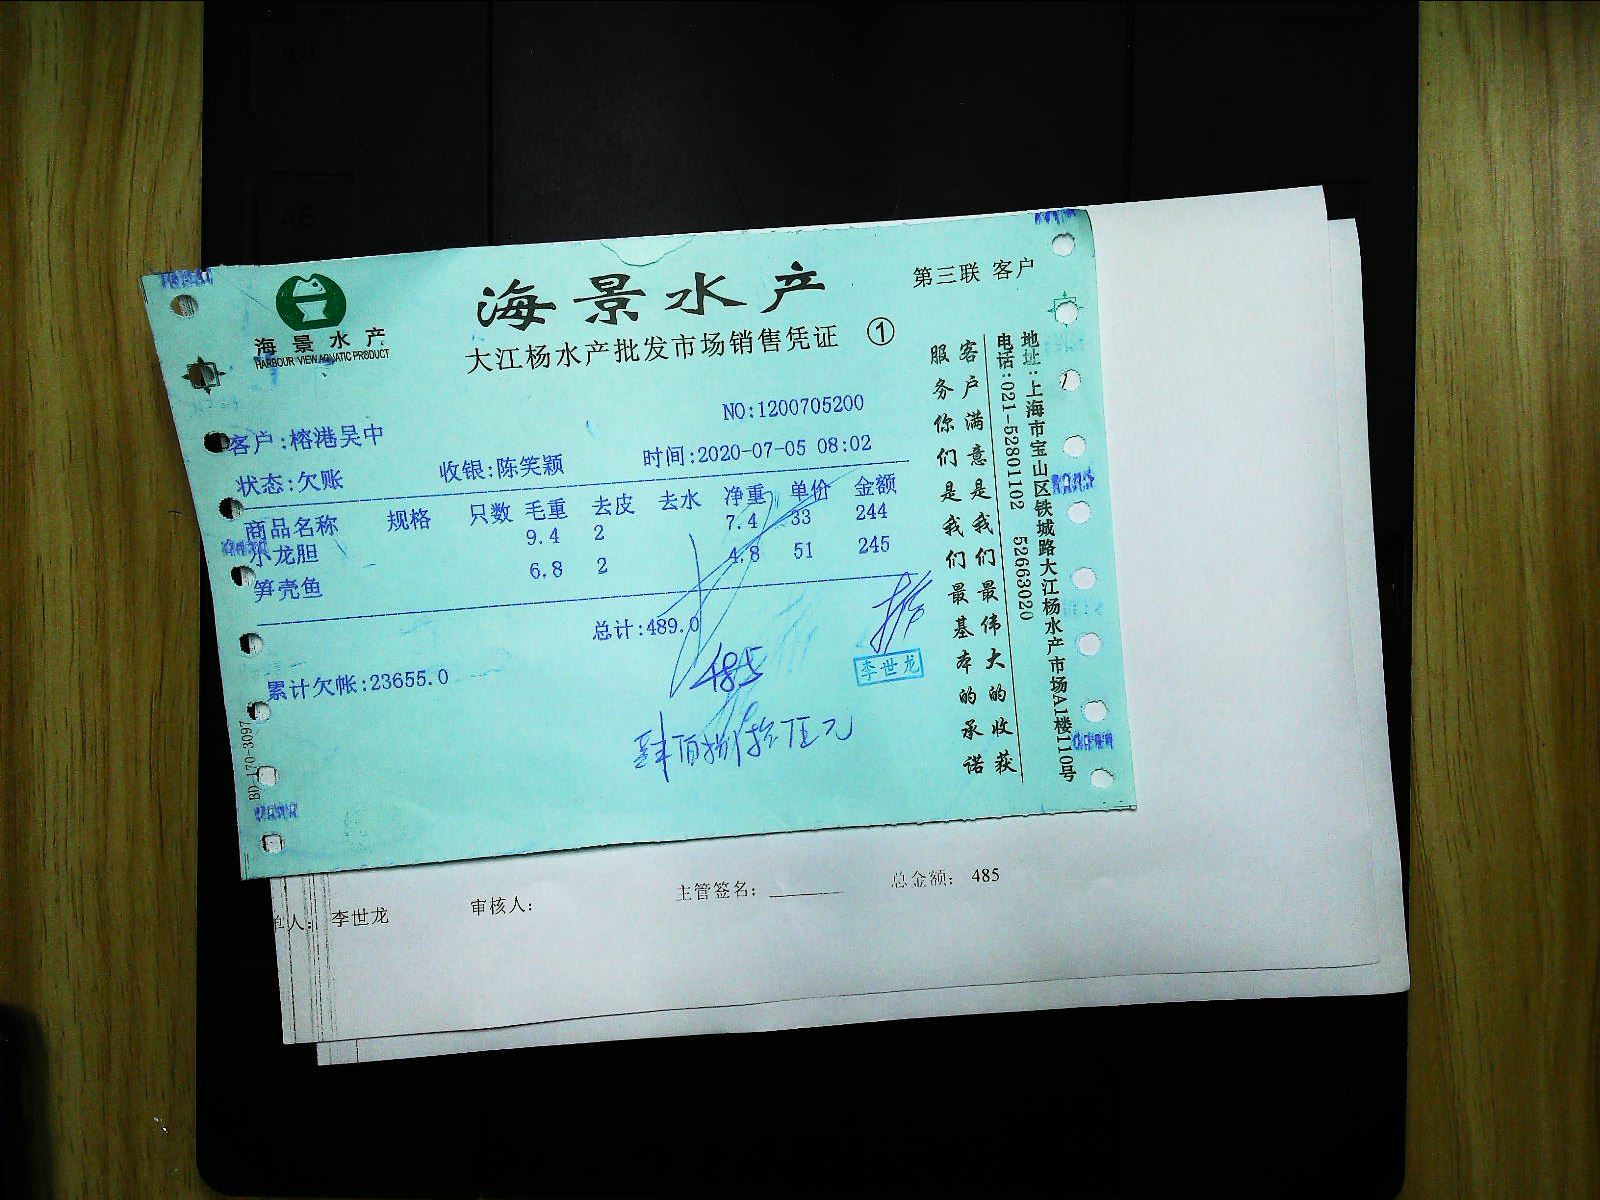 海景水产
HARBOUR VIEW AQUATIC PRODUCT
海景水产
第三联 客户
大江杨水产批发市场销售凭证 ①
NO:1200705200
客户:榕港吴中
状态:欠账 收银:陈笑颖 时间:2020-07-05 08:02
商品名称 规格 只数 毛重 去皮 去水 净重 单价 金额
小龙胆 9.4 2 7.4 33 244
笋壳鱼 6.8 2 4.8 51 245
总计:489.0
累计欠帐:23655.0
485
李世龙
肆佰捌拾伍元
客户满意是我们最伟大的收获
服务你们是我们最基本的承诺
地址:上海市宝山区铁城路大江杨水产市场A1楼110号
电话:021-52801102 52663020
BD-170-3097
单人: 李世龙 审核人: 主管签名: 总金额: 485